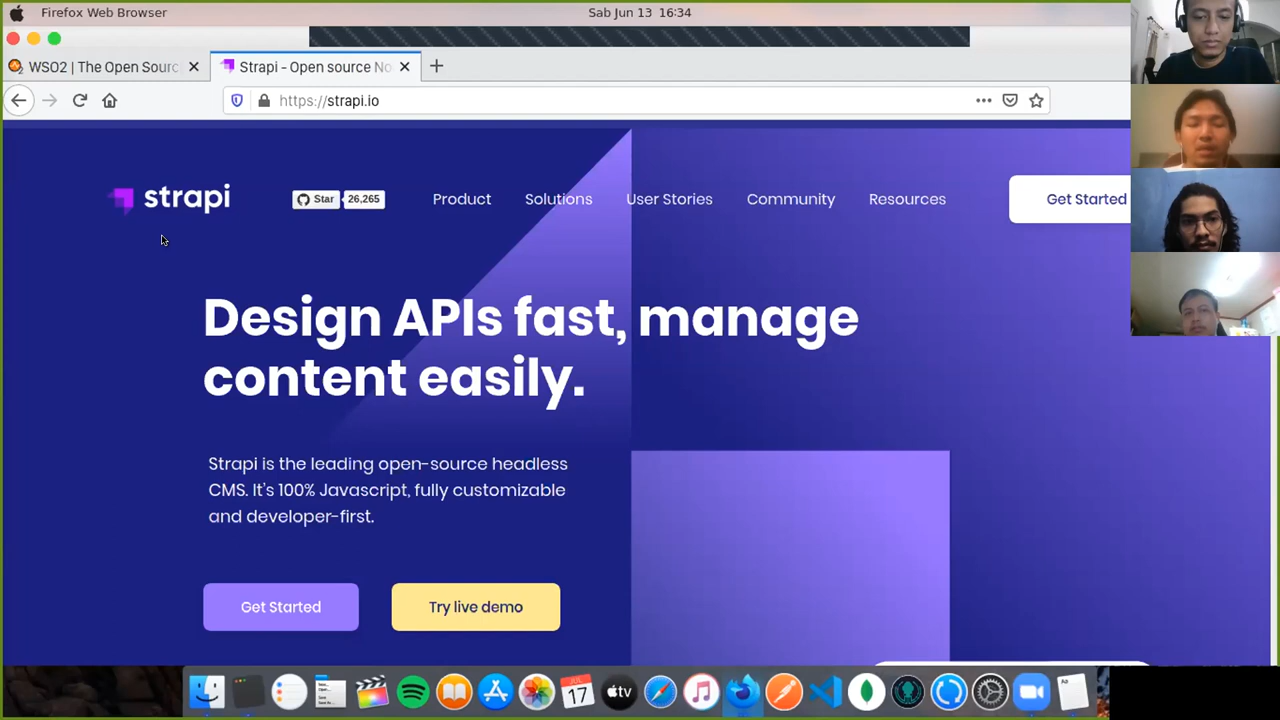 Firefox Web Browser
Sab Jun 13 16:34
WSO2 | The Open Sourc
Strapi - Open source No
https://strapi.io
strapi
Star 26,265
Product
Solutions
User Stories
Community
Resources
Get Started
Design APIs fast, manage
content easily.
Strapi is the leading open-source headless
CMS. It's 100% Javascript, fully customizable
and developer-first.
Get Started
Try live demo
JUL
17
tv